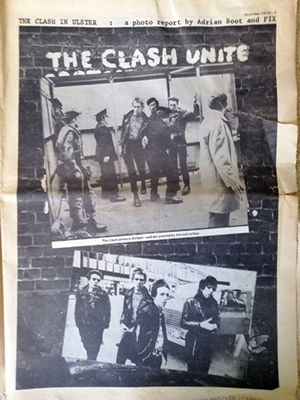 THE CLASH IN ULSTER : a photo report by Adrian Boot and PIX
THE CLASH UNITE
The Clash arrive in Belfast - and are greeted by the authorities